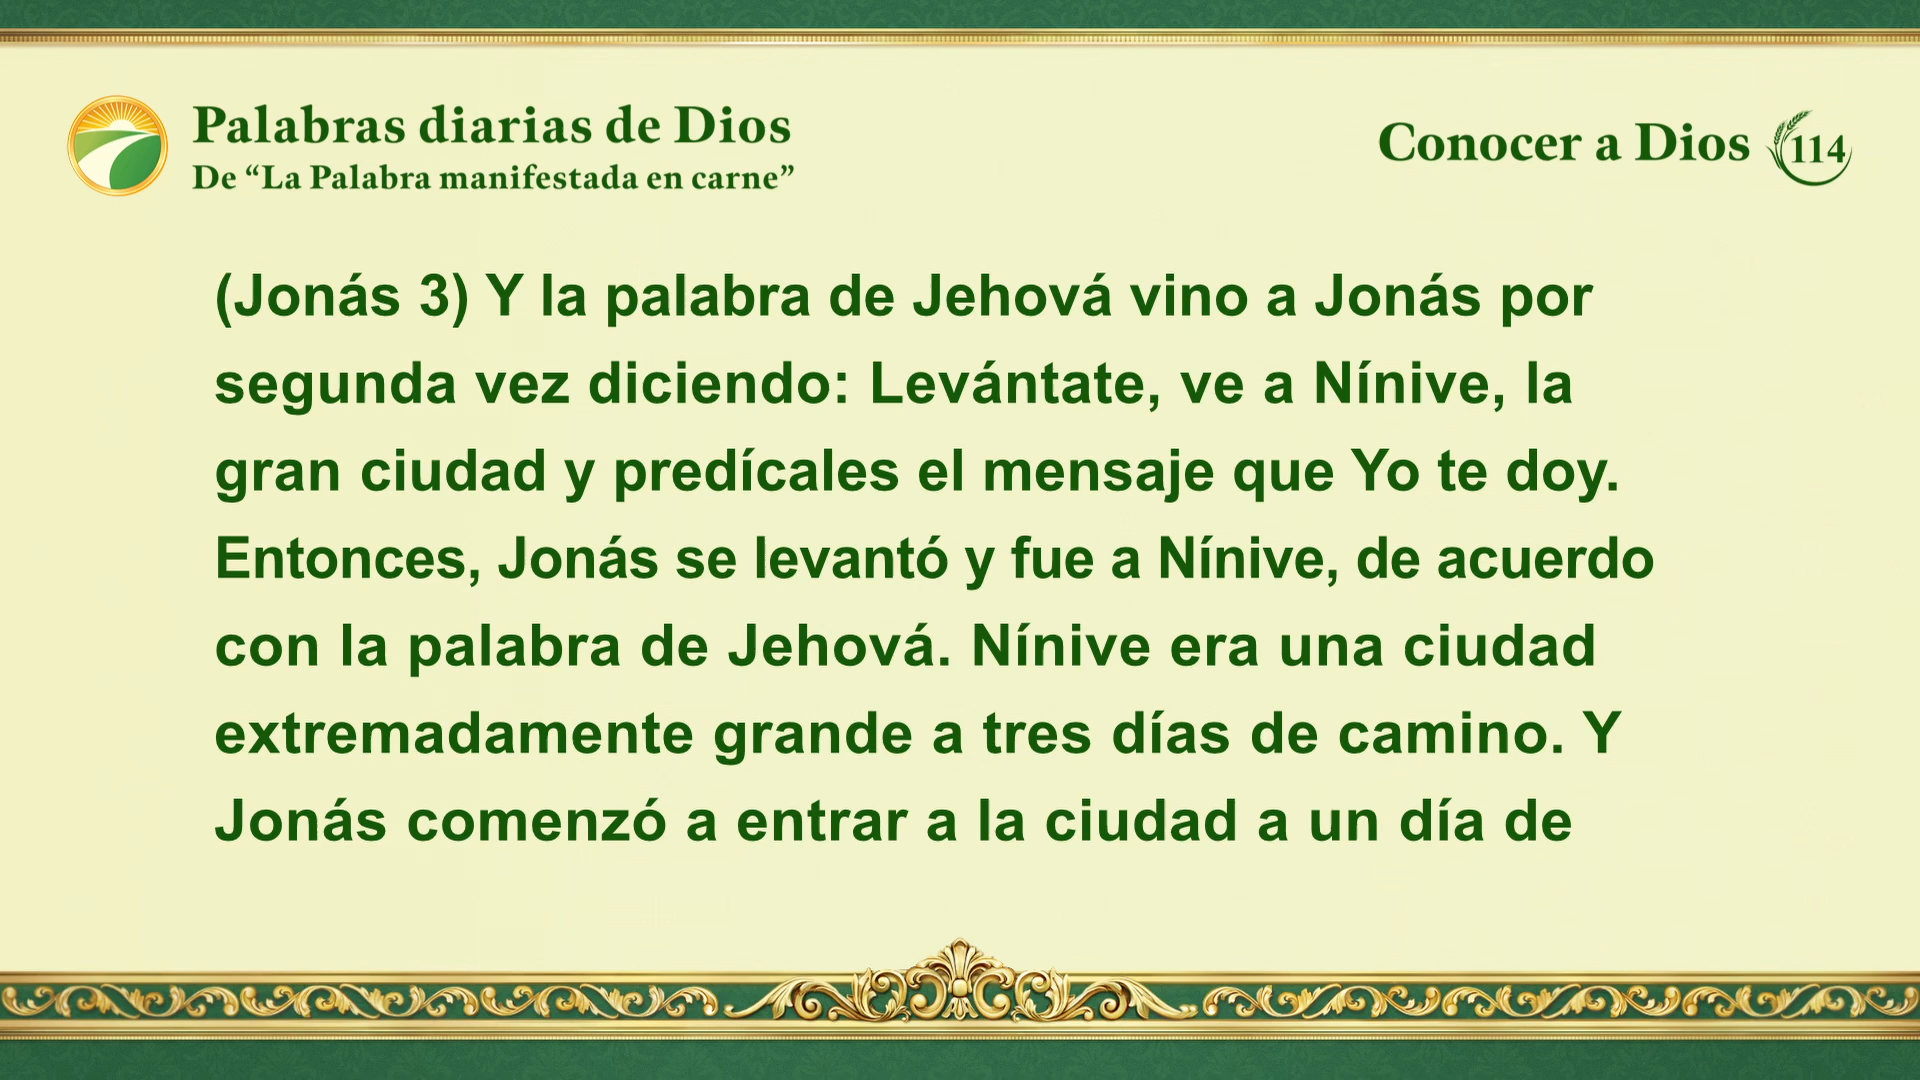 Palabras diarias de Dios
De “La Palabra manifestada en carne”
Conocer a Dios 114
(Jonás 3) Y la palabra de Jehová vino a Jonás por
segunda vez diciendo: Levántate, ve a Nínive, la
gran ciudad y predícales el mensaje que Yo te doy.
Entonces, Jonás se levantó y fue a Nínive, de acuerdo
con la palabra de Jehová. Nínive era una ciudad
extremadamente grande a tres días de camino. Y
Jonás comenzó a entrar a la ciudad a un día de